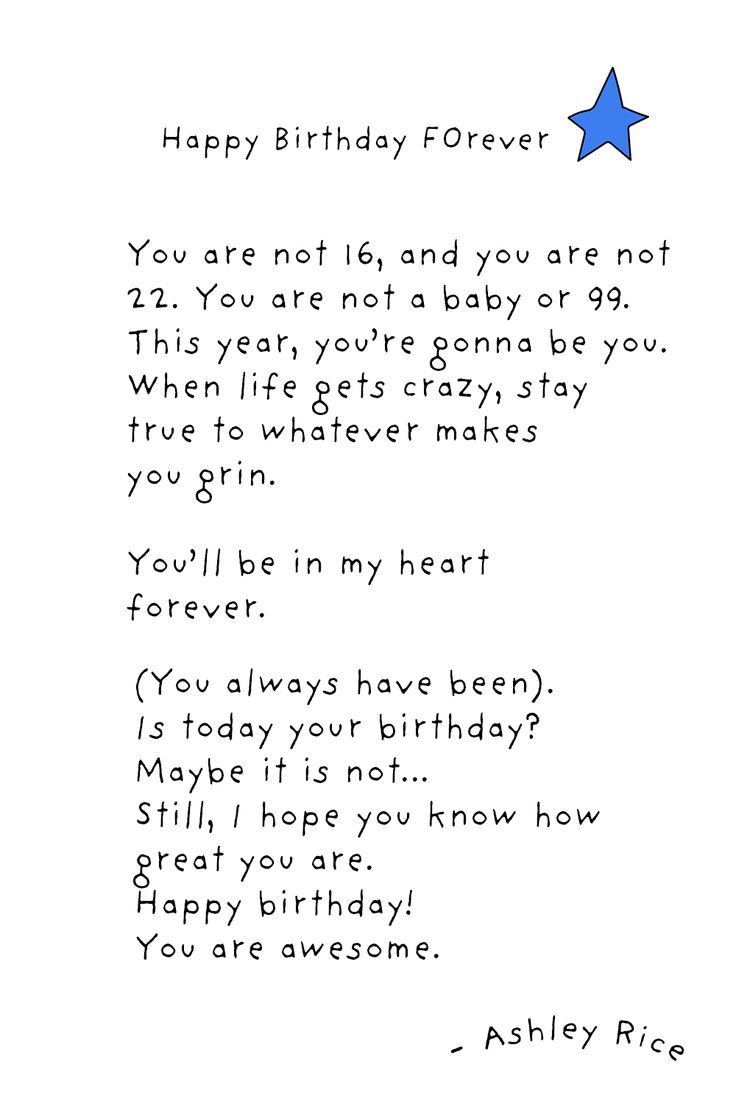 Happy Birthday FOrever
You are not 16, and you are not
22. You are not a baby or 99.
This year, you're gonna be you.
When life gets crazy, stay
true to whatever makes
you grin.
You'll be in my heart
forever.
(You always have been).
Is today your birthday?
Maybe it is not...
Still, I hope you know how
great you are.
Happy birthday!
You are awesome.
- Ashley Rice